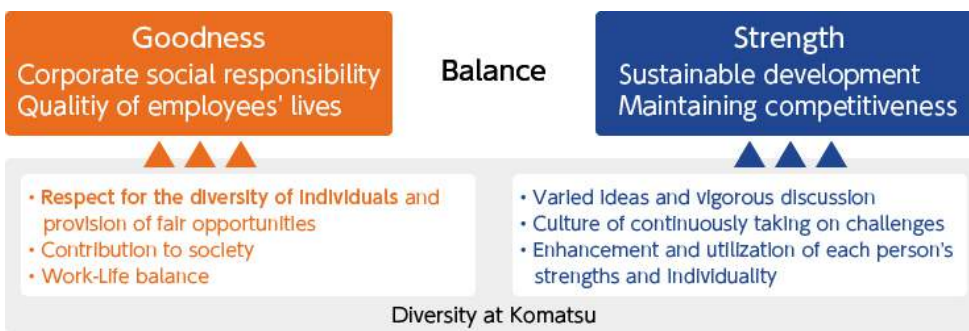 Goodness
Corporate social responsibility
Qualitiy of employees' lives
Balance
Strength
Sustainable development
Maintaining competitiveness
・Respect for the diversity of individuals and
provision of fair opportunities
・Contribution to society
・Work-Life balance
・Varied ideas and vigorous discussion
・Culture of continuously taking on challenges
・Enhancement and utilization of each person's
strengths and individuality
Diversity at Komatsu